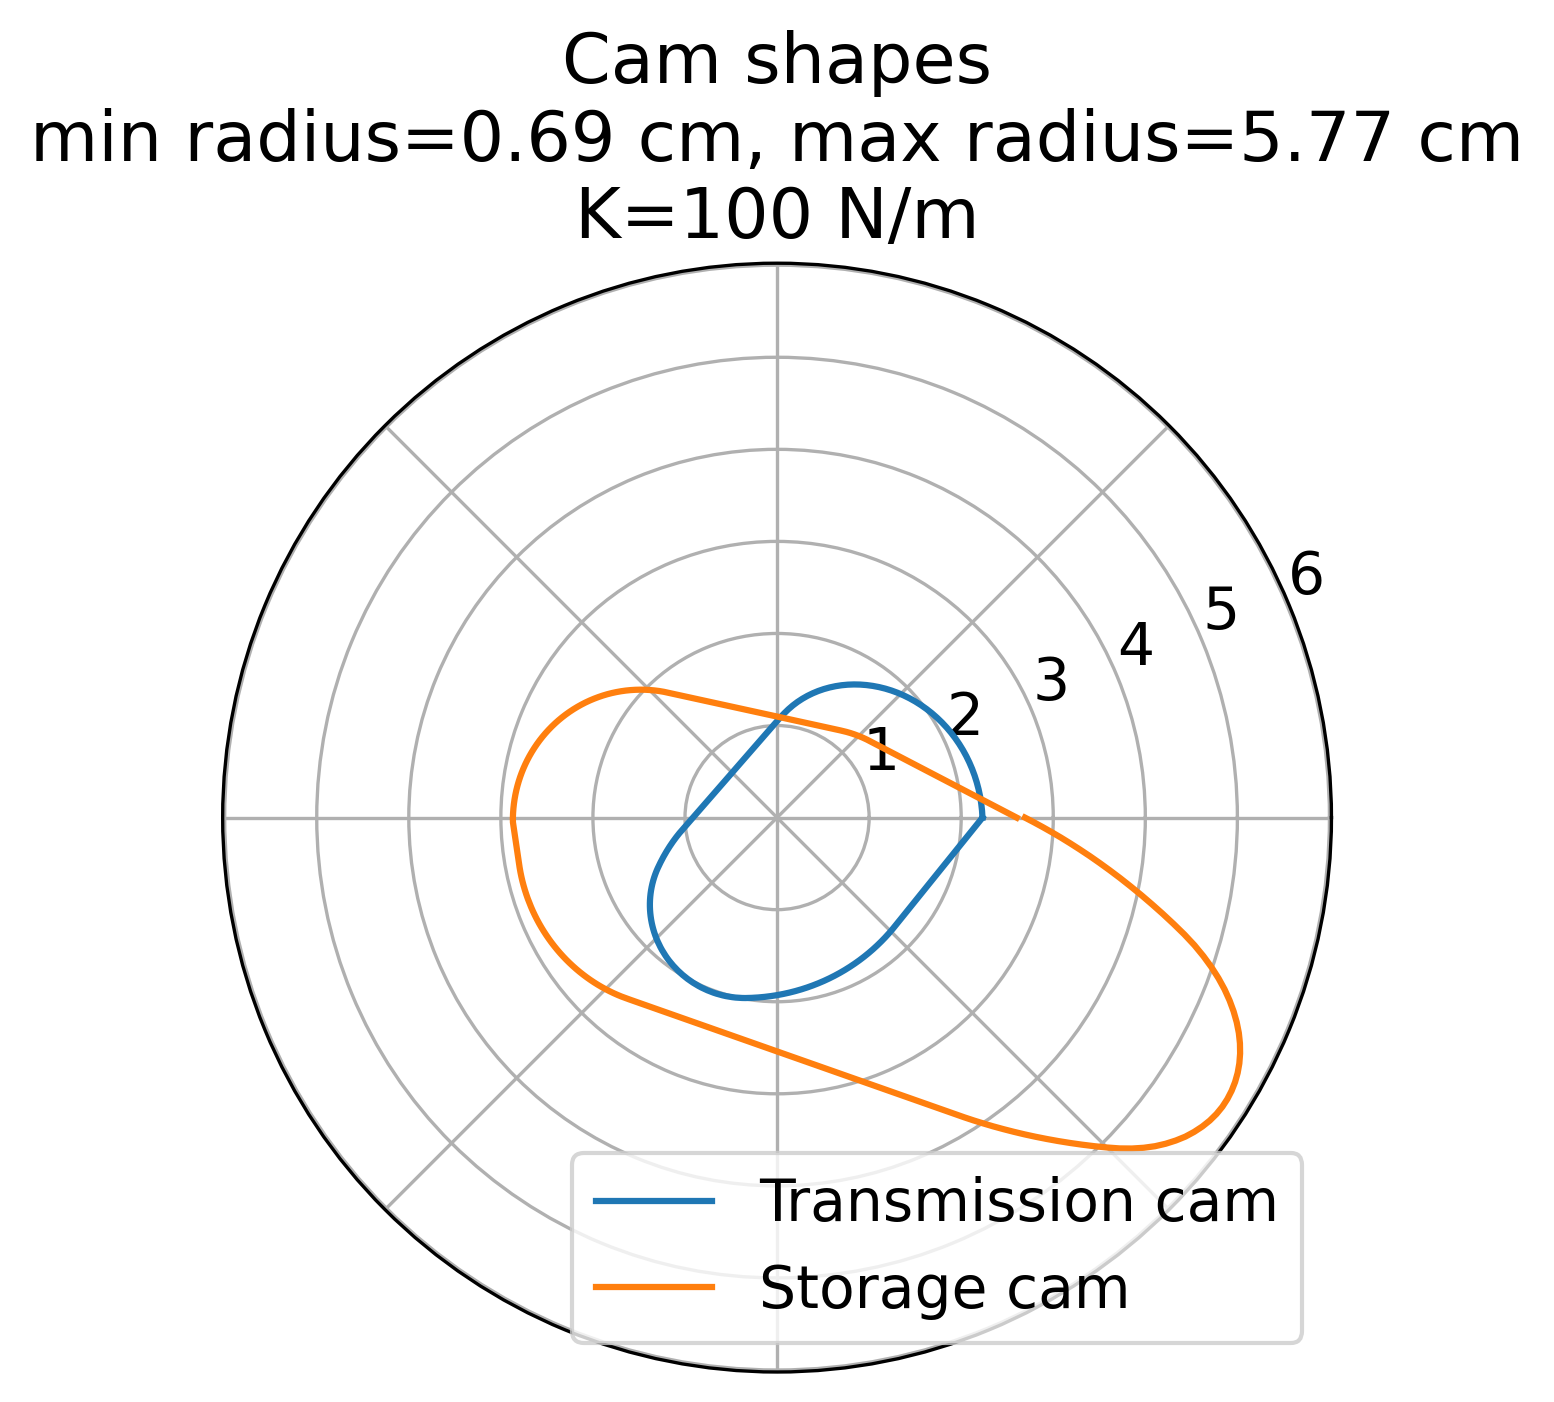 Cam shapes
min radius=0.69 cm, max radius=5.77 cm
K=100 N/m
6
5
4
3
2
1
Transmission cam
Storage cam